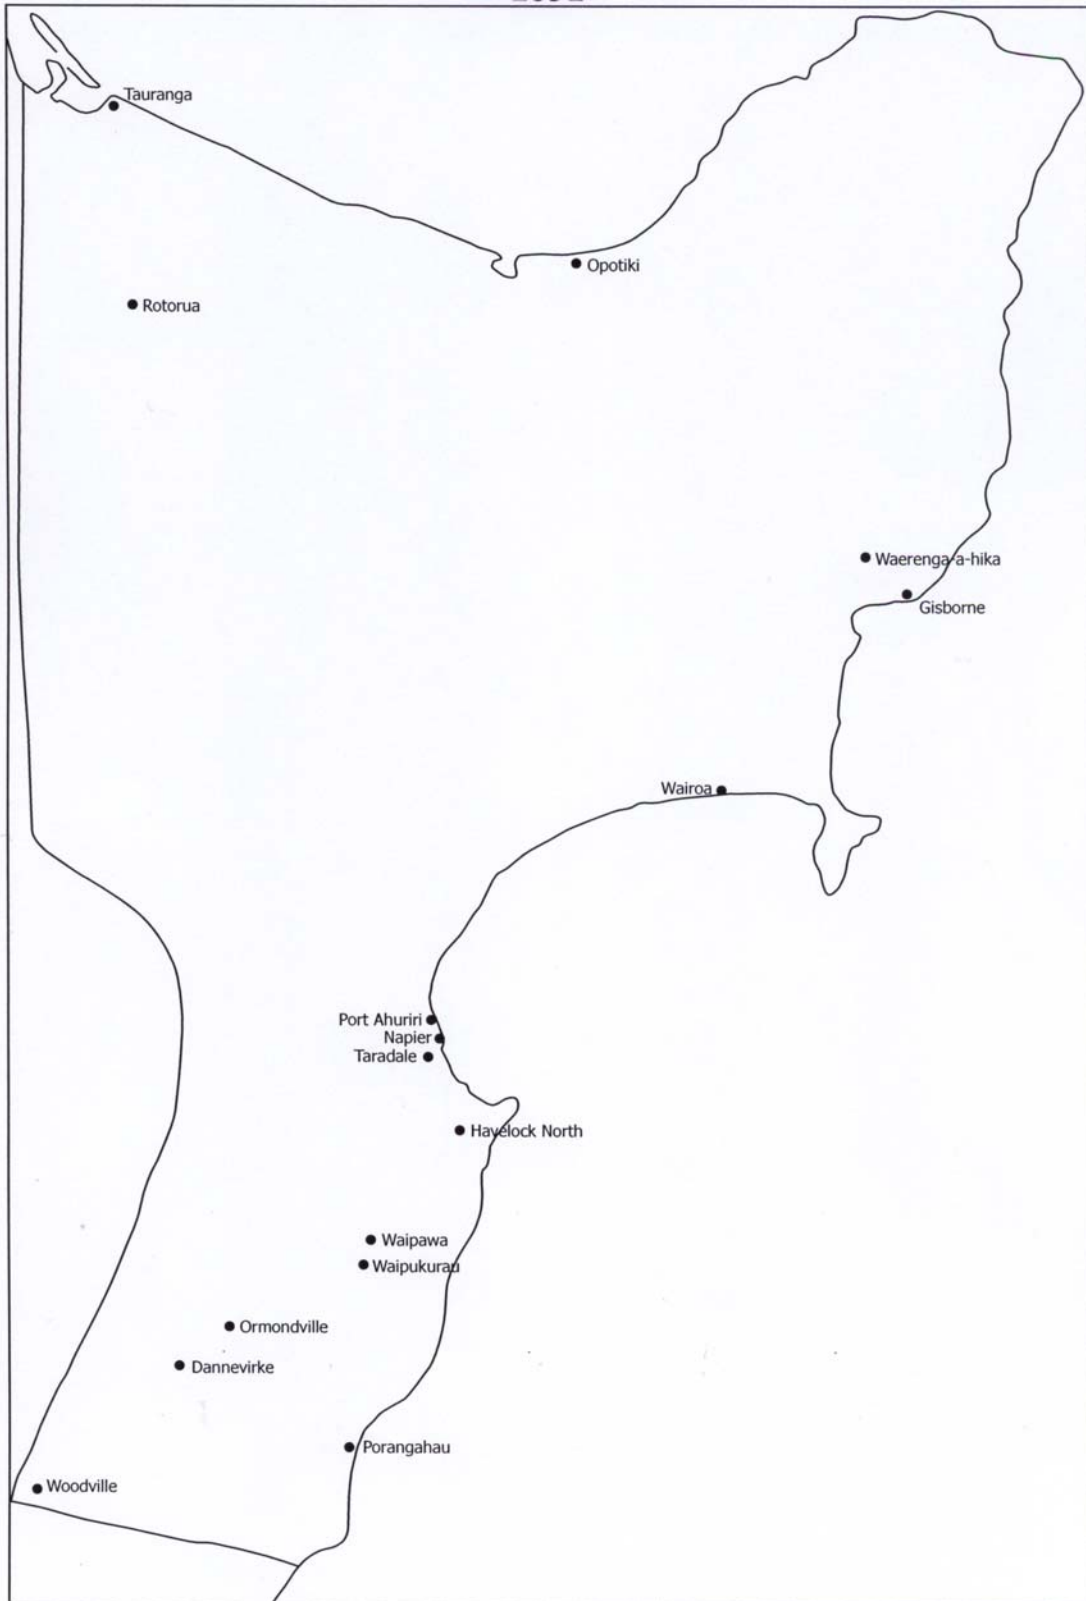 Tauranga
Opotiki
Rotorua
Waerenga-a-hika
Gisborne
Wairoa
Port Ahuriri
Napier
Taradale
Havelock North
Waipawa
Waipukurau
Ormondville
Dannevirke
Porangahau
Woodville